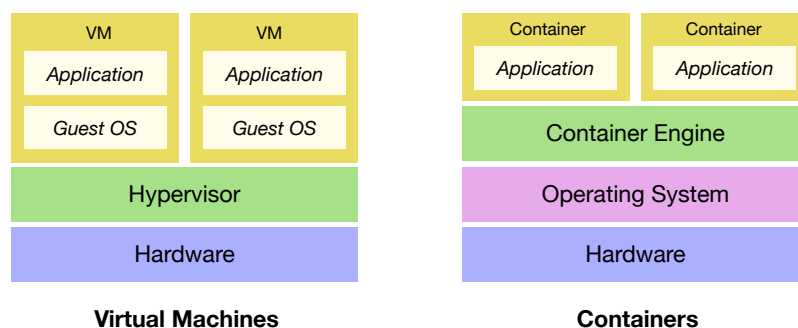 VM
Application
Guest OS
VM
Application
Guest OS
Hypervisor
Hardware
Virtual Machines
Container
Application
Container
Application
Container Engine
Operating System
Hardware
Containers